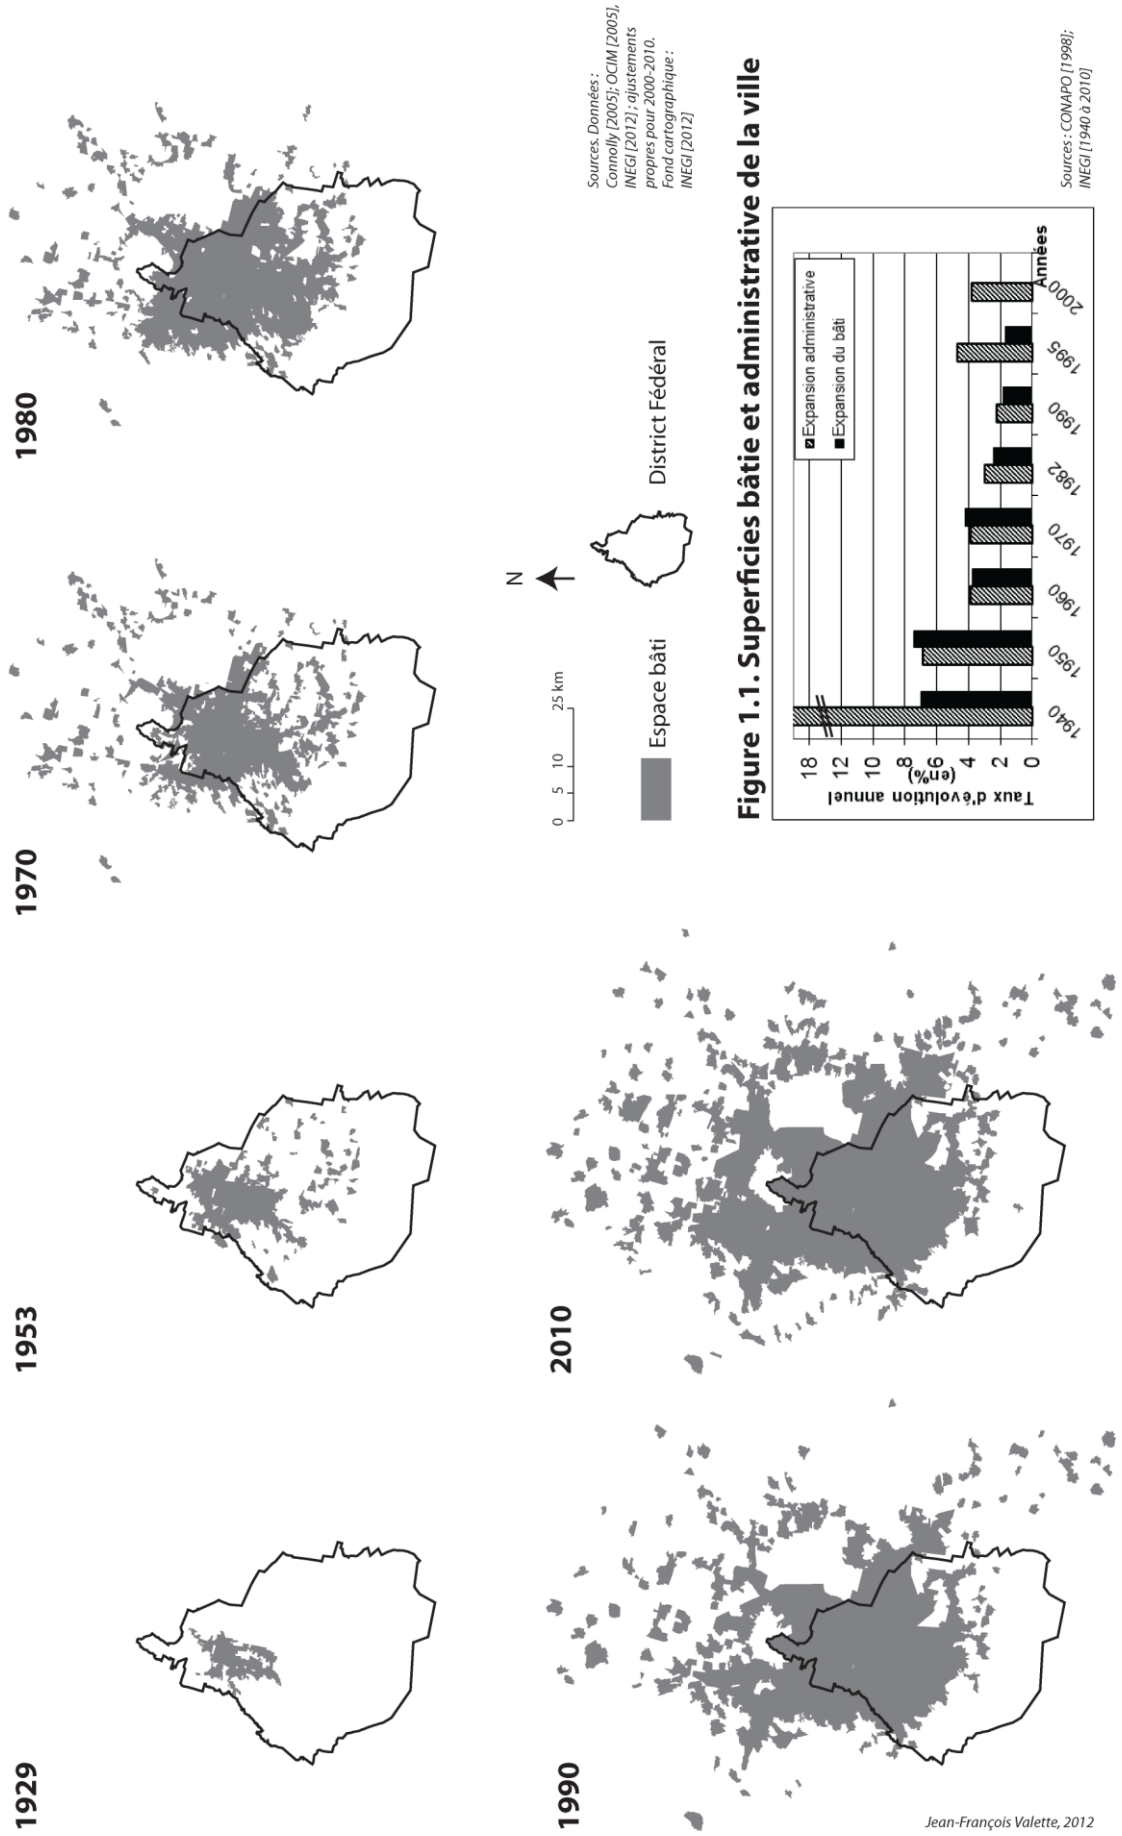 1929
1953
1970
1980
1990
2010
N
0 5 10 25 km
Espace bâti
District Fédéral
Sources. Données :
Connolly [2005]; OCIM [2005],
INEGI [2012] ; ajustements
propres pour 2000-2010.
Fond cartographique :
INEGI [2012]
Figure 1.1. Superficies bâtie et administrative de la ville
Taux d'évolution annuel
(en%)
18
12
10
8
6
4
2
0
Expansion administrative
Expansion du bâti
1940 1950 1960 1970 1982 1990 1995 2000
Années
Sources : CONAPO [1998];
INEGI [1940 à 2010]
Jean-François Valette, 2012